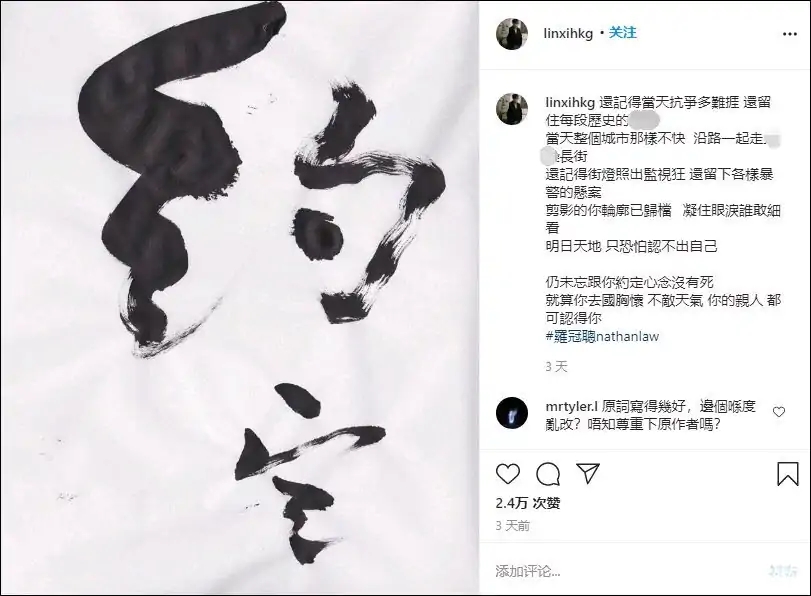 約定
linxihkg • 关注
linxihkg 還記得當天抗爭多難捱 還留
住每段歷史的
當天整個城市那樣不快 沿路一起走
長街
還記得街燈照出監視狂 還留下各樣暴
警的懸案
剪影的你輪廓已歸檔 凝住眼淚誰敢細
看
明日天地 只恐怕認不出自己
仍未忘跟你約定心念沒有死
就算你去國胸懷 不敵天氣 你的親人 都
可認得你
#羅冠聰nathanlaw
3 天
mrtyler.l 原詞寫得幾好，邊個喺度
亂改？唔知尊重下原作者嗎？
2.4万 次赞
3 天前
添加评论...